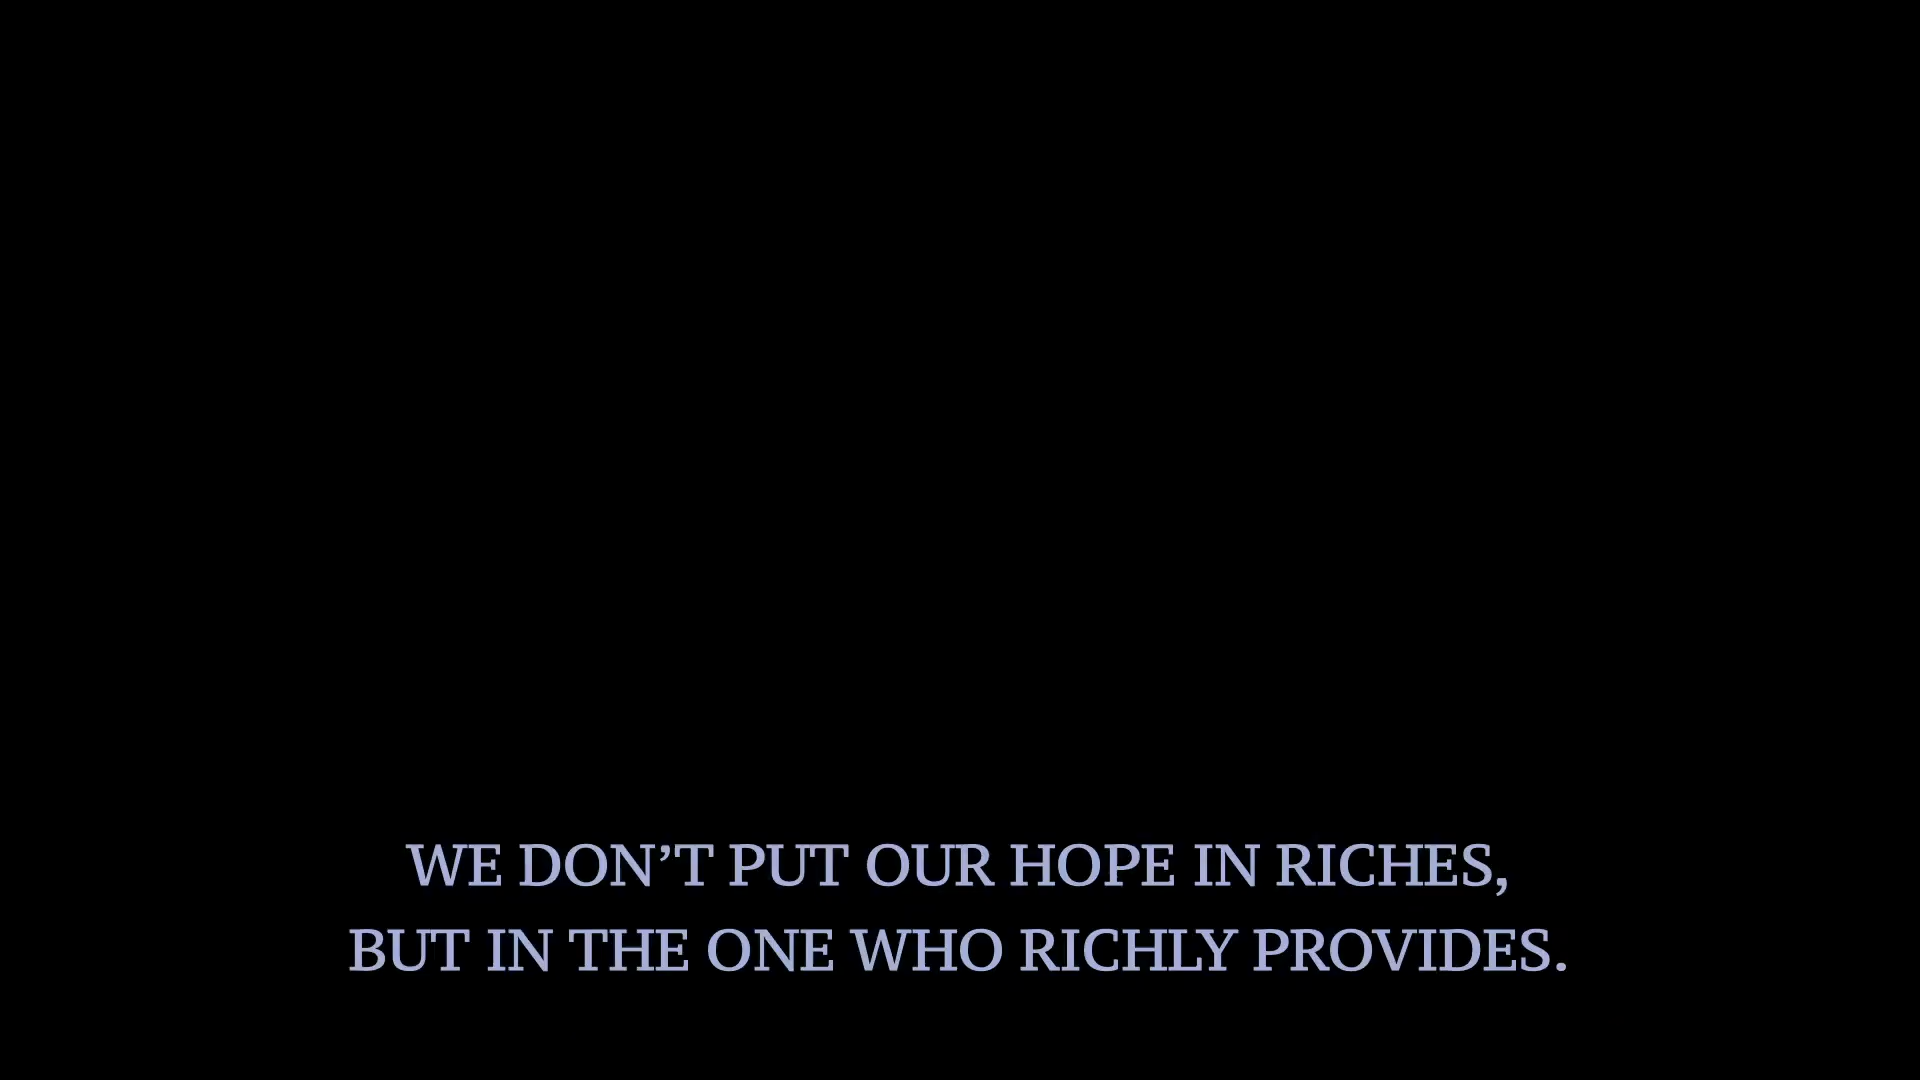 WE DON’T PUT OUR HOPE IN RICHES,
BUT IN THE ONE WHO RICHLY PROVIDES.